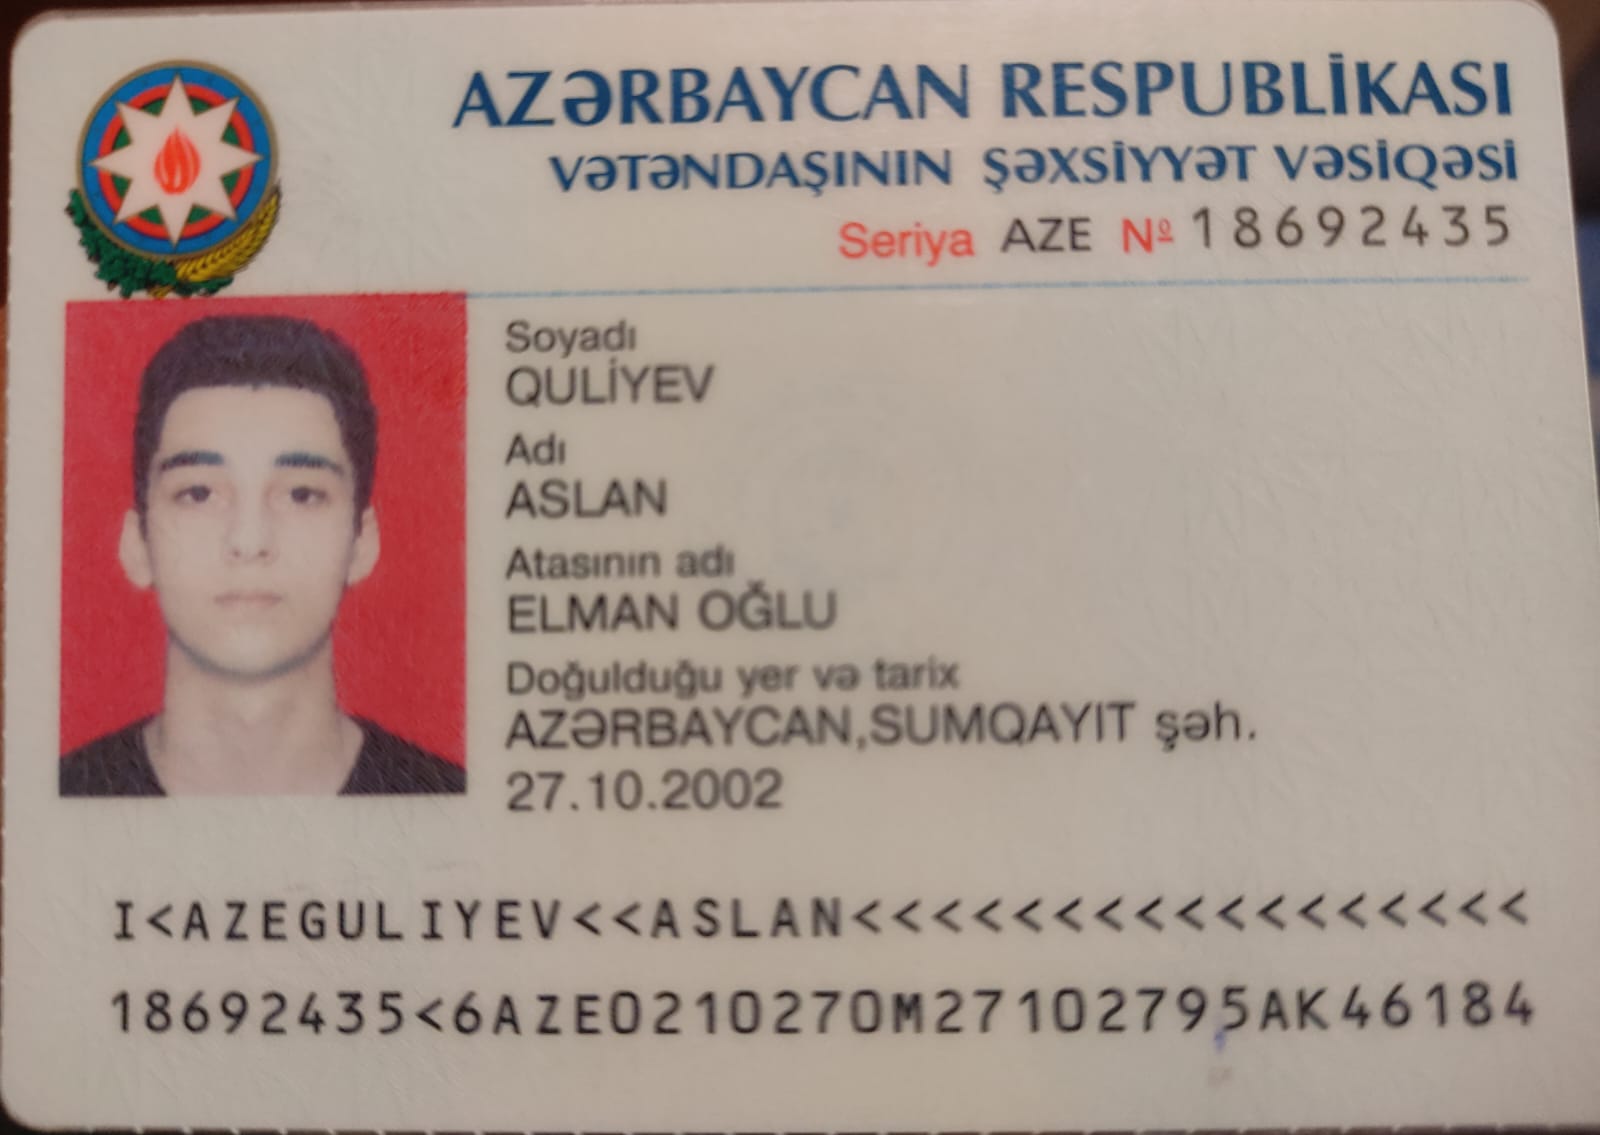 AZƏRBAYCAN RESPUBLİKASI
VƏTƏNDAŞININ ŞƏXSİYYƏT VƏSİQƏSİ
Seriya AZE № 18692435
Soyadı
QULİYEV
Adı
ASLAN
Atasının adı
ELMAN OĞLU
Doğulduğu yer və tarix
AZƏRBAYCAN,SUMQAYIT şəh.
27.10.2002
I<AZEGULIYEV<<ASLAN<<<<<<<<<<<<<<<<<
18692435<6AZE0210270M27102795AK46184